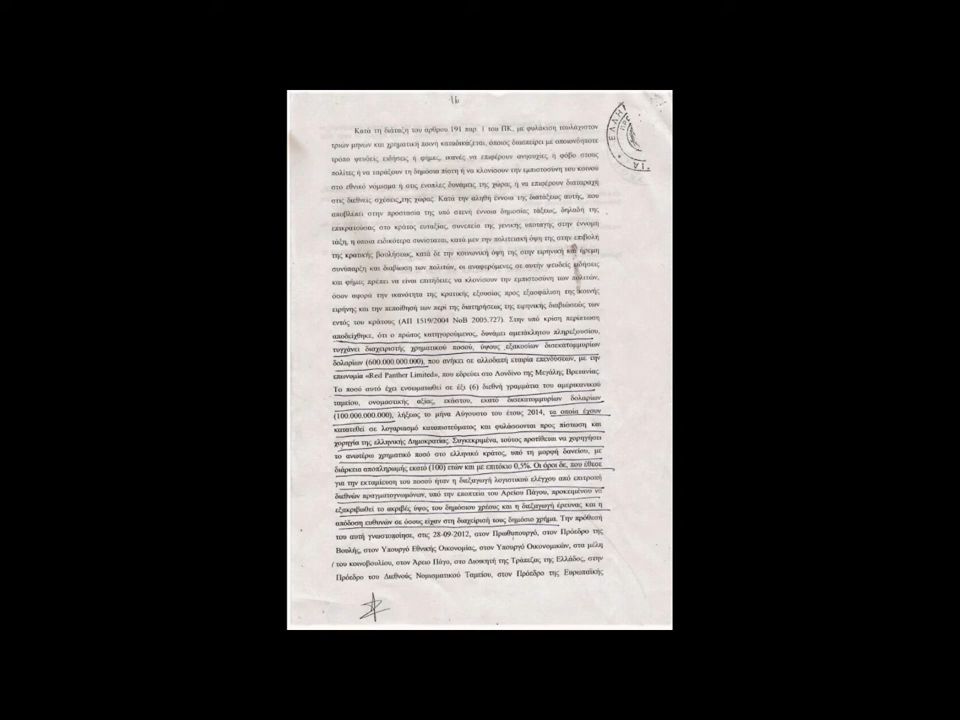 16
Κατά τη διάταξη του άρθρου 191 παρ. 1 του ΠΚ, με φυλάκιση τουλάχιστον
τριών μηνών και χρηματική ποινή καταδικάζεται, όποιος διασπείρει με οποιονδήποτε
τρόπο ψευδείς ειδήσεις ή φήμες, ικανές να επιφέρουν ανησυχίες ή φόβο στους
πολίτες ή να ταράξουν τη δημόσια πίστη ή να κλονίσουν την εμπιστοσύνη του κοινού
στο εθνικό νόμισμα ή στις ένοπλες δυνάμεις της χώρας ή να επιφέρουν διαταραχή
στις διεθνείς σχέσεις της χώρας. Κατά την αληθή έννοια της διατάξεως αυτής, που
αποβλέπει στην προστασία της υπό στενή έννοια δημοσίας τάξεως, δηλαδή της
επικρατούσας στο κράτος ευταξίας, συνεπεία της γενικής υποταγής στην έννομη
τάξη, η οποία ειδικότερα συνίσταται, κατά μεν την πολιτειακή όψη της στην επιβολή
της κρατικής βουλήσεως, κατά δε την κοινωνική όψη της στην ειρηνική και ήρεμη
συνύπαρξη και διαβίωση των πολιτών, οι αναφερόμενες σε αυτήν ψευδείς ειδήσεις
και φήμες πρέπει να είναι επιτήδειες να κλονίσουν την εμπιστοσύνη των πολιτών,
όσον αφορά την ικανότητα της κρατικής εξουσίας προς εξασφάλιση της κοινής
ειρήνης και την πεποίθησή των περί της διατηρήσεως της ειρηνικής διαβιώσεώς των
εντός του κράτους (ΑΠ 1519/2004 ΝοΒ 2005.727). Στην υπό κρίση περίπτωση
αποδείχθηκε, ότι ο πρώτος κατηγορούμενος, δυνάμει αμετάκλητου πληρεξουσίου,
τυγχάνει διαχειριστής χρηματικού ποσού, ύψους εξακοσίων δισεκατομμυρίων
δολαρίων (600.000.000.000), που ανήκει σε αλλοδαπή εταιρία επενδύσεων, με την
επωνυμία «Red Panther Limited», που εδρεύει στο Λονδίνο της Μεγάλης Βρετανίας.
Το ποσό αυτό έχει ενσωματωθεί σε έξι (6) διεθνή γραμμάτια του αμερικανικού
ταμείου, ονομαστικής αξίας, εκάστου, εκατό δισεκατομμυρίων δολαρίων
(100.000.000.000), λήξεως το μήνα Αύγουστο του έτους 2014, τα οποία έχουν
κατατεθεί σε λογαριασμό καταπιστεύματος και φυλάσσονται προς πίστωση και
χορηγία της ελληνικής Δημοκρατίας. Συγκεκριμένα, τούτος προτίθεται να χορηγήσει
το ανωτέρω χρηματικό ποσό στο ελληνικό κράτος, υπό τη μορφή δανείου, με
διάρκεια αποπληρωμής εκατό (100) ετών και με επιτόκιο 0,5%. Οι όροι δε, που έθεσε
για την εκταμίευση του ποσού ήταν η διεξαγωγή λογιστικού ελέγχου από επιτροπή
διεθνών πραγματογνωμόνων, υπό την εποπτεία του Αρείου Πάγου, προκειμένου να
εξακριβωθεί το ακριβές ύψος του δημόσιου χρέους και η διεξαγωγή έρευνας και η
απόδοση ευθυνών σε όσους είχαν στη διαχείρισή τους δημόσιο χρήμα. Την πρόθεσή
του αυτή γνωστοποίησε, στις 28-09-2012, στον Πρωθυπουργό, στον Πρόεδρο της
Βουλής, στον Υπουργό Εθνικής Οικονομίας, στον Υπουργό Οικονομικών, στα μέλη
του κοινοβουλίου, στον Άρειο Πάγο, στο Διοικητή της Τράπεζας της Ελλάδος, στην
Πρόεδρο του Διεθνούς Νομισματικού Ταμείου, στον Πρόεδρο της Ευρωπαϊκής